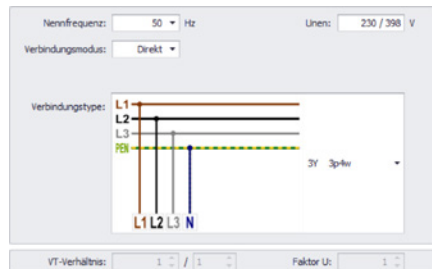 Nennfrequenz: 50 Hz Unen: 230 / 398 V
Verbindungsmodus: Direkt
L1
L2
Verbindungstype:
L3
PEN
3Y 3p4w
L1 L2 L3 N
VT-Verhältnis: 1 / 1 Faktor U: 1